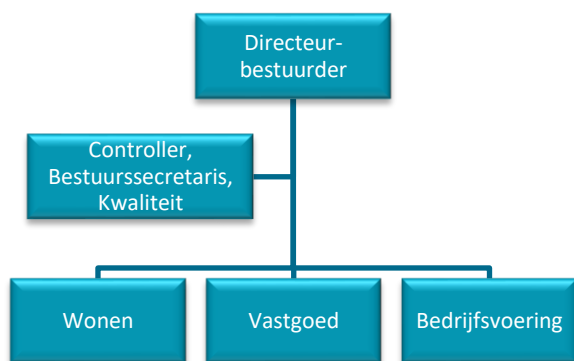 Directeur-
bestuurder
Controller,
Bestuurssecretaris,
Kwaliteit
Wonen
Vastgoed
Bedrijfsvoering